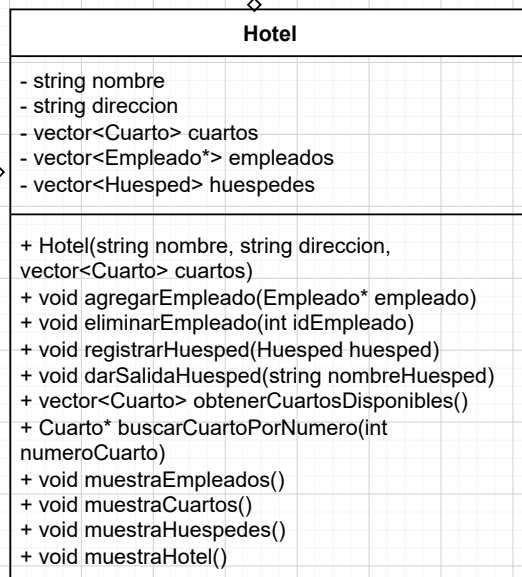 Hotel
- string nombre
- string direccion
- vector<Cuarto> cuartos
- vector<Empleado*> empleados
- vector<Huesped> huespedes
+ Hotel(string nombre, string direccion,
vector<Cuarto> cuartos)
+ void agregarEmpleado(Empleado* empleado)
+ void eliminarEmpleado(int idEmpleado)
+ void registrarHuesped(Huesped huesped)
+ void darSalidaHuesped(string nombreHuesped)
+ vector<Cuarto> obtenerCuartosDisponibles()
+ Cuarto* buscarCuartoPorNumero(int
numeroCuarto)
+ void muestraEmpleados()
+ void muestraCuartos()
+ void muestraHuespedes()
+ void muestraHotel()